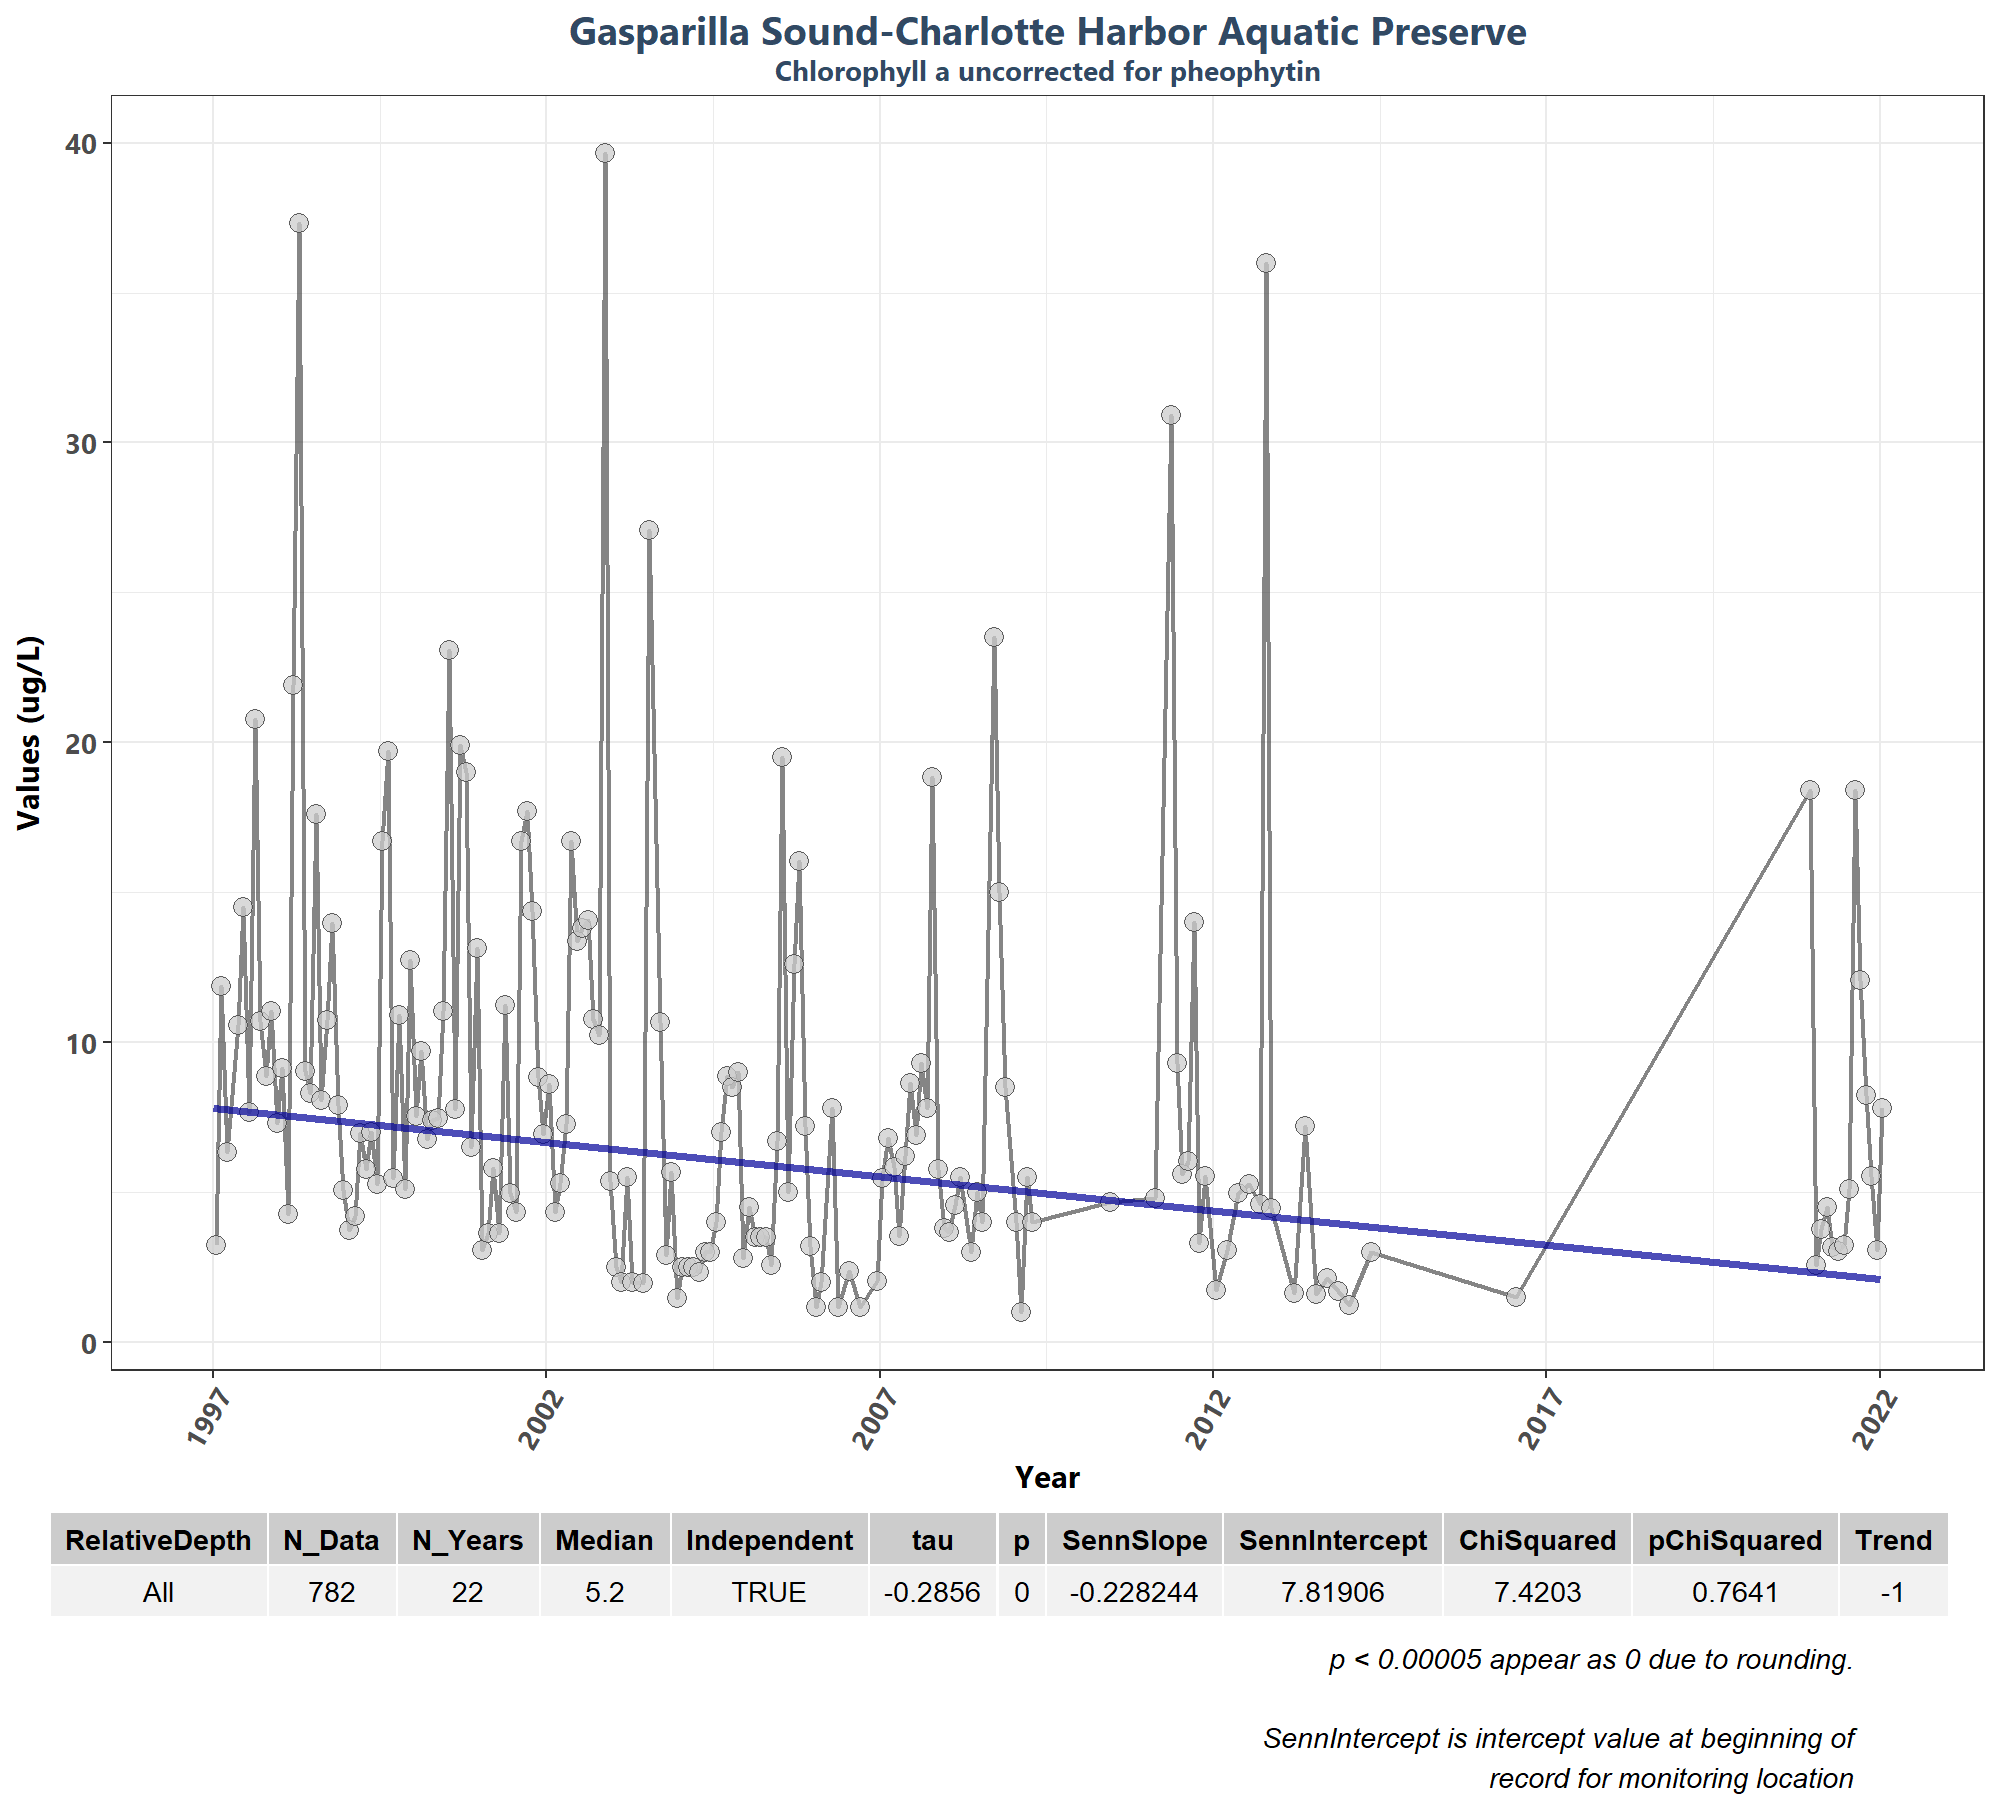 Gasparilla Sound-Charlotte Harbor Aquatic Preserve
Chlorophyll a uncorrected for pheophytin
Values (ug/L)
40
30
20
10
0
1997 2002 2007 2012 2017 2022
Year
RelativeDepth N_Data N_Years Median Independent tau p SennSlope SennIntercept ChiSquared pChiSquared Trend
All 782 22 5.2 TRUE -0.2856 0 -0.228244 7.81906 7.4203 0.7641 -1
p < 0.00005 appear as 0 due to rounding.
SennIntercept is intercept value at beginning of
record for monitoring location